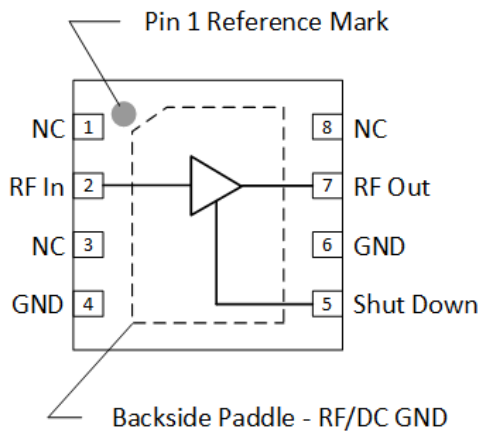 Pin 1 Reference Mark
NC 1
8 NC
RF In 2
7 RF Out
NC 3
6 GND
GND 4
5 Shut Down
Backside Paddle - RF/DC GND